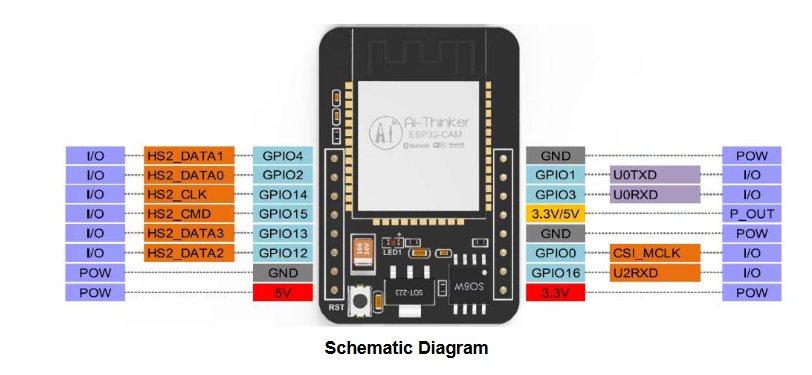 Ai-Thinker
ESP32-CAM
I/O HS2_DATA1 GPIO4 GND POW
I/O HS2_DATA0 GPIO2 GPIO1 U0TXD I/O
I/O HS2_CLK GPIO14 GPIO3 U0RXD I/O
I/O HS2_CMD GPIO15 3.3V/5V P_OUT
I/O HS2_DATA3 GPIO13 GND POW
I/O HS2_DATA2 GPIO12 GPIO0 CSI_MCLK I/O
POW GND GPIO16 U2RXD I/O
POW 5V 3.3V POW
LED1
SOT-223
SO8W
RST
Schematic Diagram